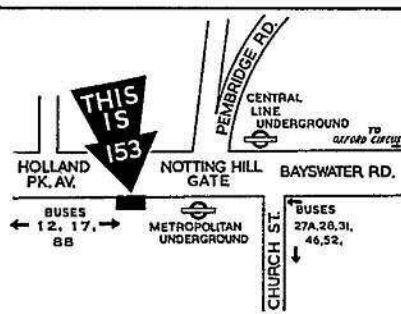 PEMBRIDGE RD.
THIS
IS
153
CENTRAL
LINE
UNDERGROUND
TO
OXFORD CIRCUS
HOLLAND
PK. AV.
NOTTING HILL
GATE
BAYSWATER RD.
BUSES
12, 17,
88
METROPOLITAN
UNDERGROUND
CHURCH ST.
BUSES
27A, 28, 31,
46, 52,